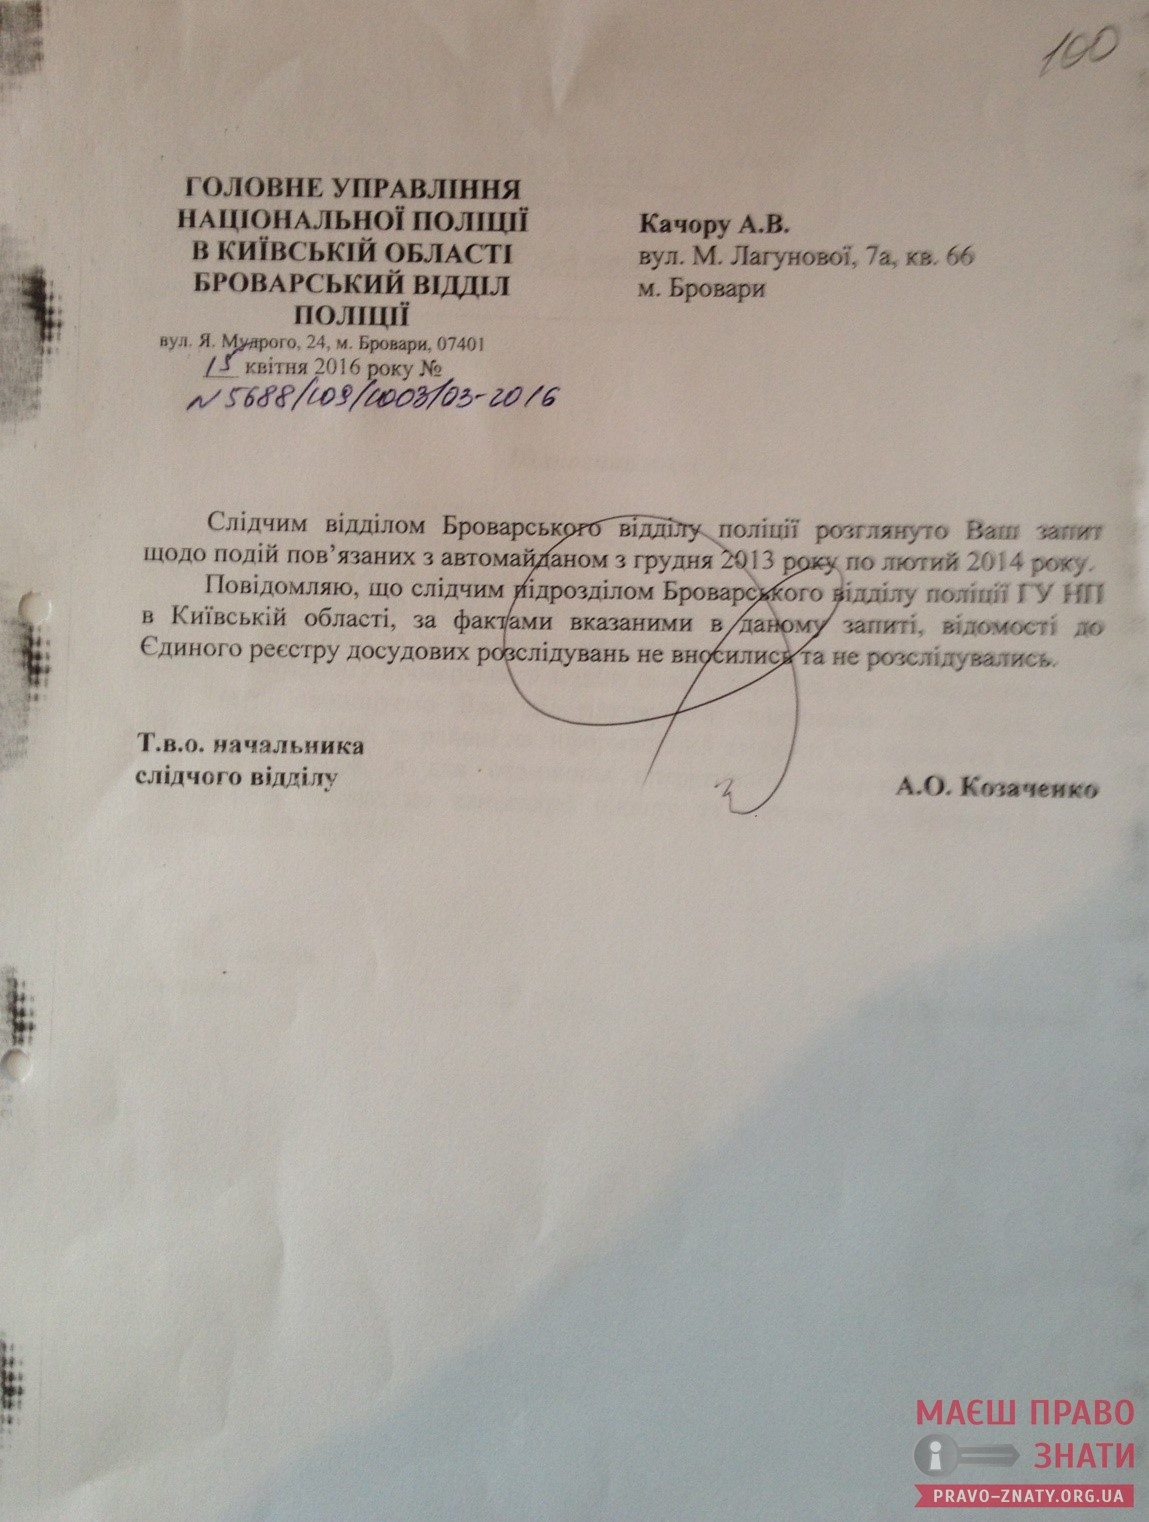 100
ГОЛОВНЕ УПРАВЛІННЯ
НАЦІОНАЛЬНОЇ ПОЛІЦІЇ
В КИЇВСЬКІЙ ОБЛАСТІ
БРОВАРСЬКИЙ ВІДДІЛ
ПОЛІЦІЇ
вул. Я. Мудрого, 24, м. Бровари, 07401
15 квітня 2016 року №
N 5688/109/1003/03-2016
Качору А.В.
вул. М. Лагунової, 7а, кв. 66
м. Бровари
Слідчим відділом Броварського відділу поліції розглянуто Ваш запит
щодо подій пов’язаних з автомайданом з грудня 2013 року по лютий 2014 року.
Повідомляю, що слідчим підрозділом Броварського відділу поліції ГУ НП
в Київській області, за фактами вказаними в даному запиті, відомості до
Єдиного реєстру досудових розслідувань не вносились та не розслідувались.
Т.в.о. начальника
слідчого відділу
А.О. Козаченко
МАЄШ ПРАВО
ЗНАТИ
PRAVO-ZNATY.ORG.UA